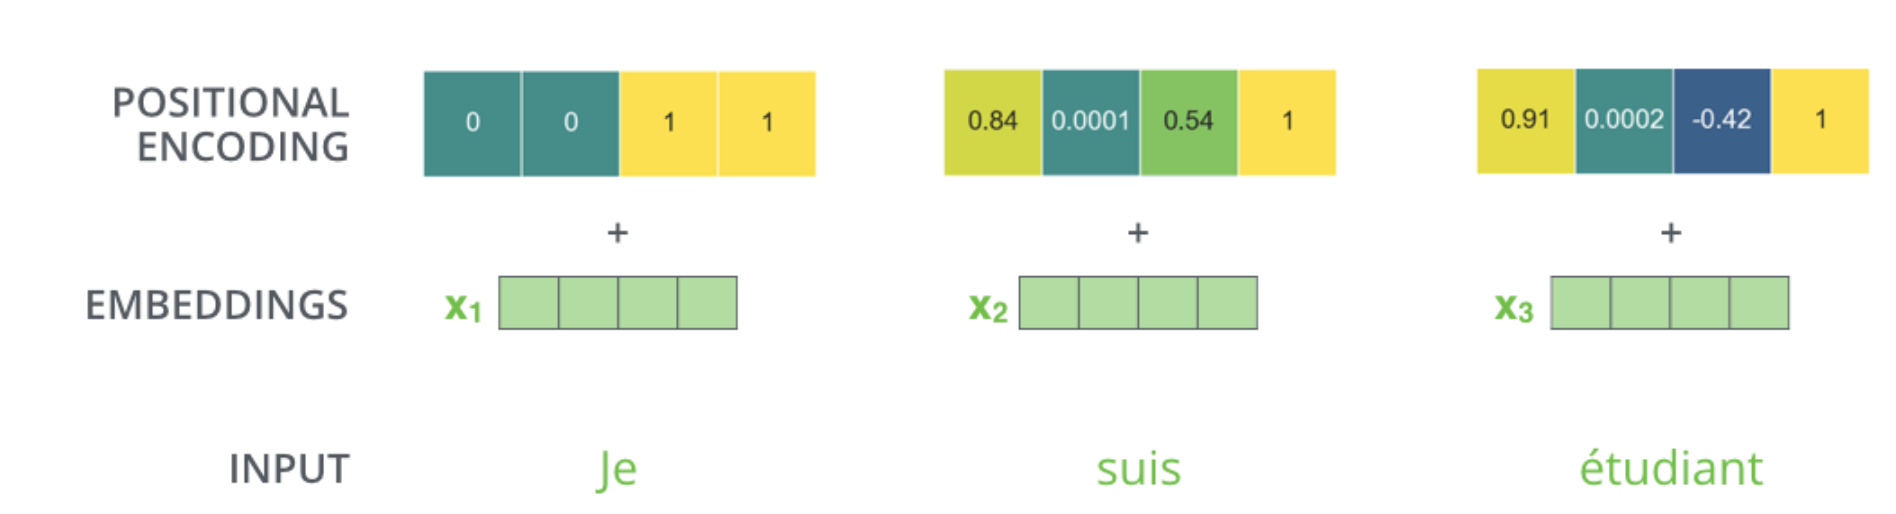 POSITIONAL
ENCODING
0 0 1 1
0.84 0.0001 0.54 1
0.91 0.0002 -0.42 1
+ + +
EMBEDDINGS x1 x2 x3
INPUT Je suis étudiant